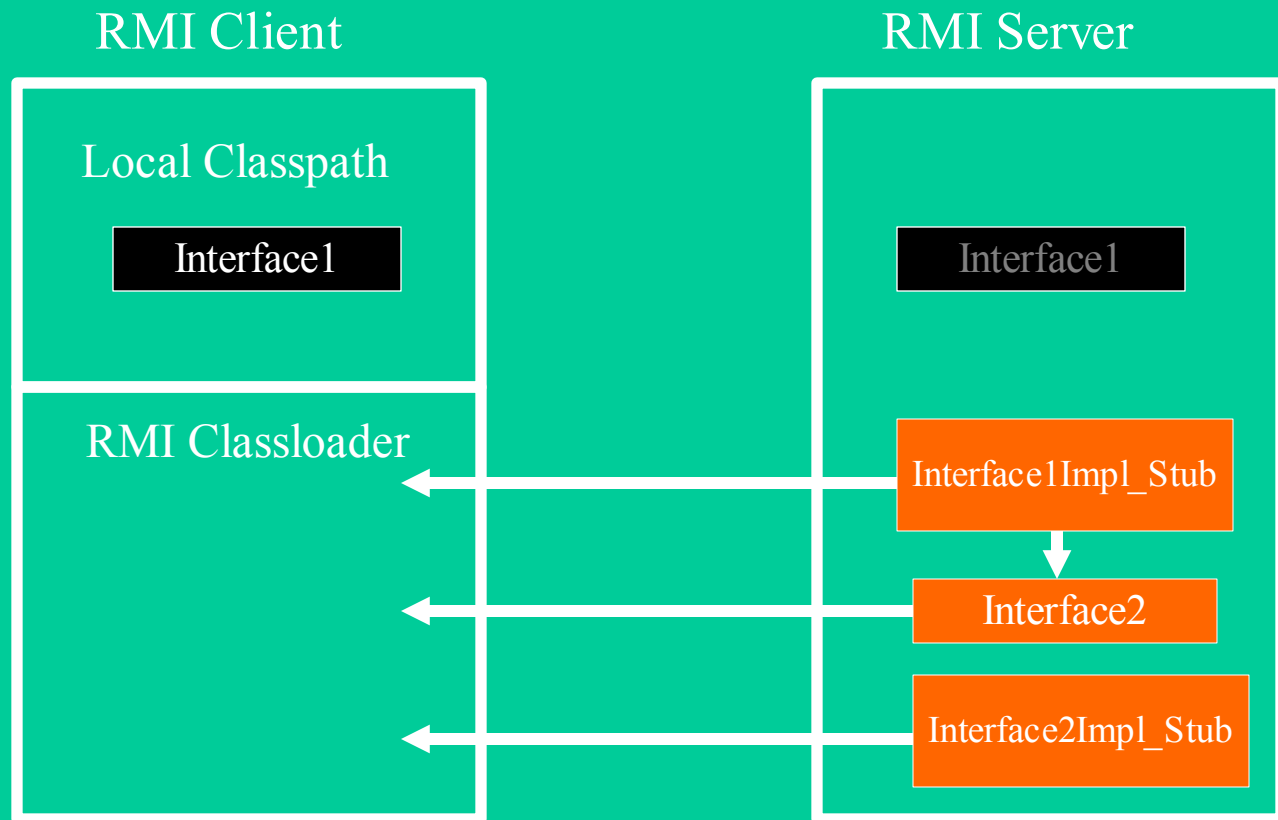 RMI Client
RMI Server
Local Classpath
Interface1
Interface1
RMI Classloader
Interface1Impl_Stub
Interface2
Interface2Impl_Stub